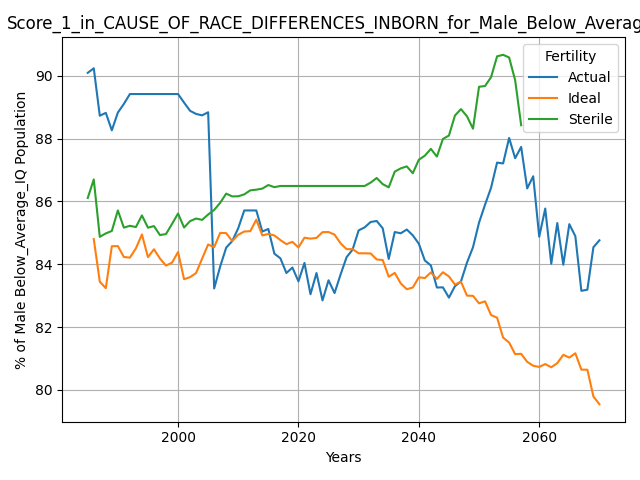 Score_1_in_CAUSE_OF_RACE_DIFFERENCES_INBORN_for_Male_Below_Averag
Fertility
Actual
Ideal
Sterile
% of Male Below_Average_IQ Population
90
88
86
84
82
80
2000
2020
2040
2060
Years